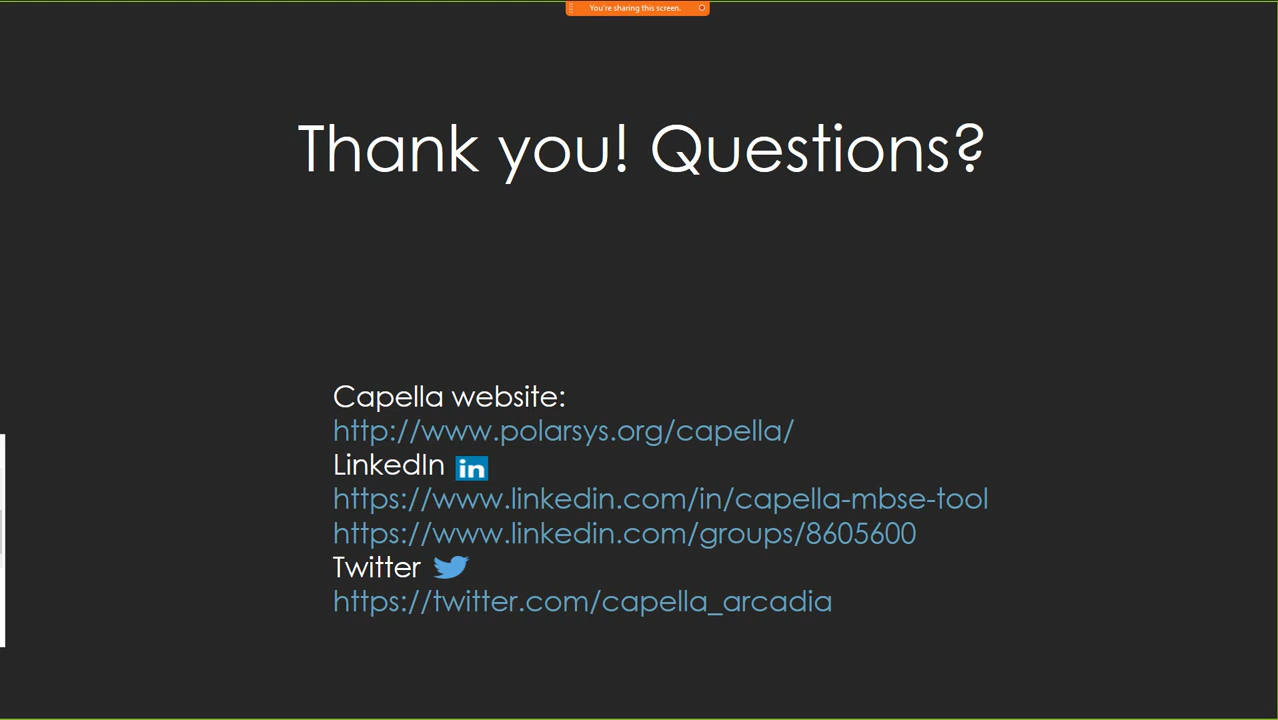 You're sharing this screen.
Thank you! Questions?
Capella website:
http://www.polarsys.org/capella/
LinkedIn in
https://www.linkedin.com/in/capella-mbse-tool
https://www.linkedin.com/groups/8605600
Twitter
https://twitter.com/capella_arcadia